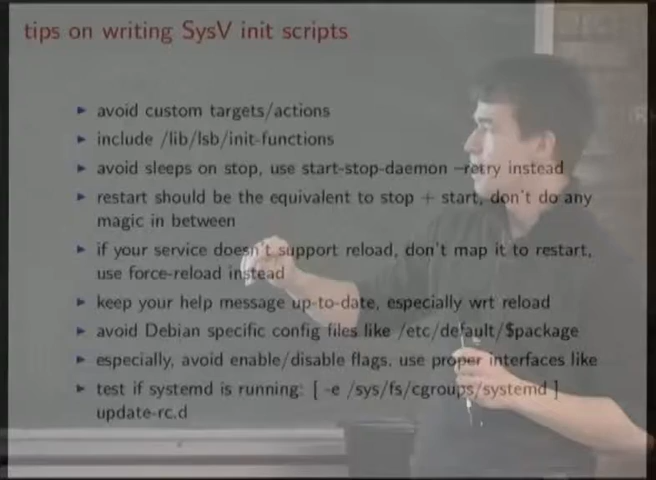 tips on writing SysV init scripts
avoid custom targets/actions
include /lib/lsb/init-functions
avoid sleeps on stop, use start-stop-daemon –retry instead
restart should be the equivalent to stop + start, don't do any
magic in between
if your service doesn't support reload, don't map it to restart,
use force-reload instead
keep your help message up-to-date, especially wrt reload
avoid Debian specific config files like /etc/default/$package
especially, avoid enable/disable flags, use proper interfaces like
test if systemd is running: [ -e /sys/fs/cgroups/systemd ]
update-rc.d